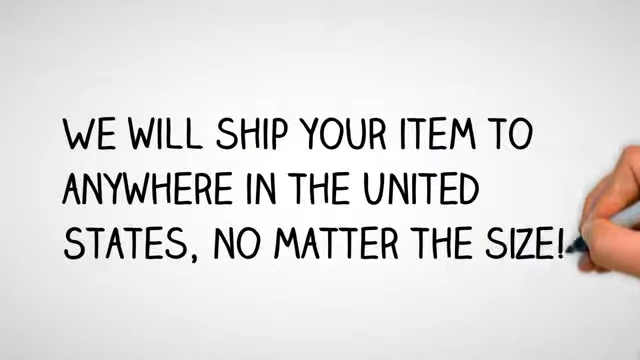 WE WILL SHIP YOUR ITEM TO
ANYWHERE IN THE UNITED
STATES, NO MATTER THE SIZE!